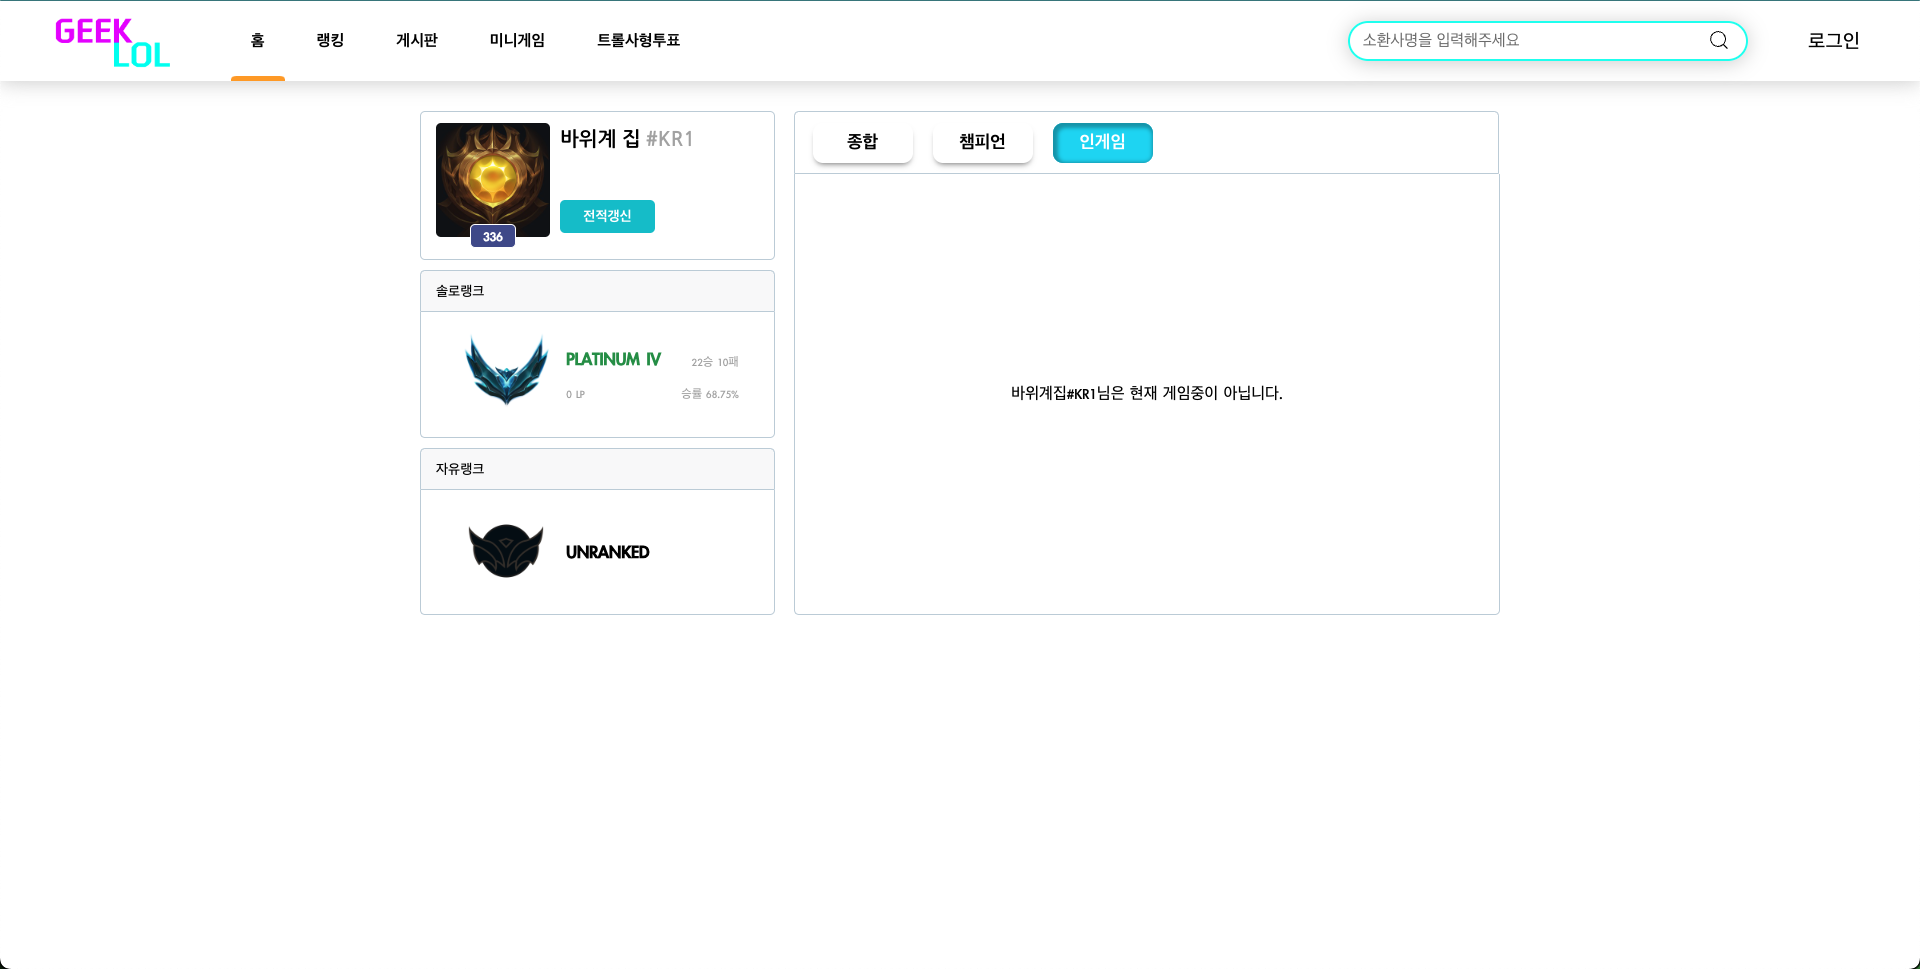 GEEK
LOL
홈 랭킹 게시판 미니게임 트롤사형투표
소환사명을 입력해주세요
로그인
바위계 집 #KR1
전적갱신
336
솔로랭크
PLATINUM IV 22승 10패
0 LP 승률 68.75%
자유랭크
UNRANKED
종합 챔피언 인게임
바위계집#KR1님은 현재 게임중이 아닙니다.